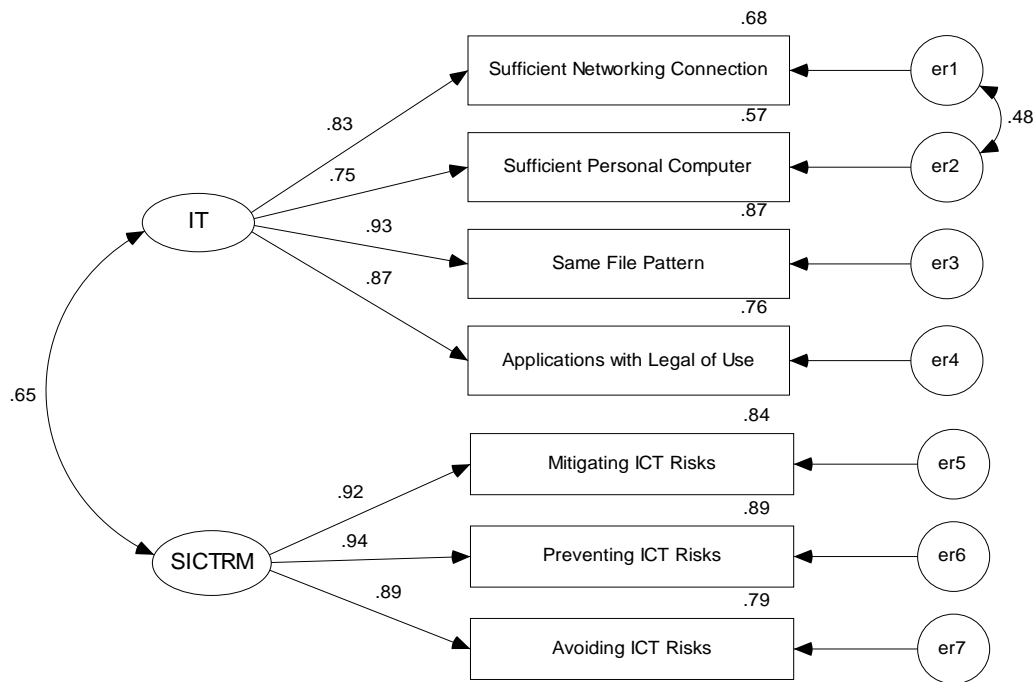 .68
Sufficient Networking Connection
er1
.83
.57
.48
Sufficient Personal Computer
er2
.75
IT
.87
.93
Same File Pattern
er3
.87
.76
Applications with Legal of Use
er4
.65
.84
Mitigating ICT Risks
er5
.92
.89
SICTRM
.94
Preventing ICT Risks
er6
.89
.79
Avoiding ICT Risks
er7